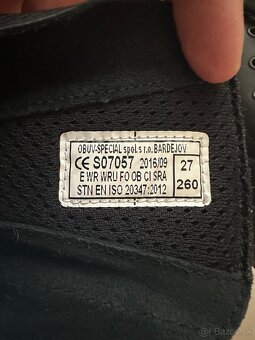 OBUV-SPECIAL spol. s r.o. BARDEJOV
CE S07057 2016/09
E WR WRU FO OB CI SRA
STN EN ISO 20347:2012
27
260